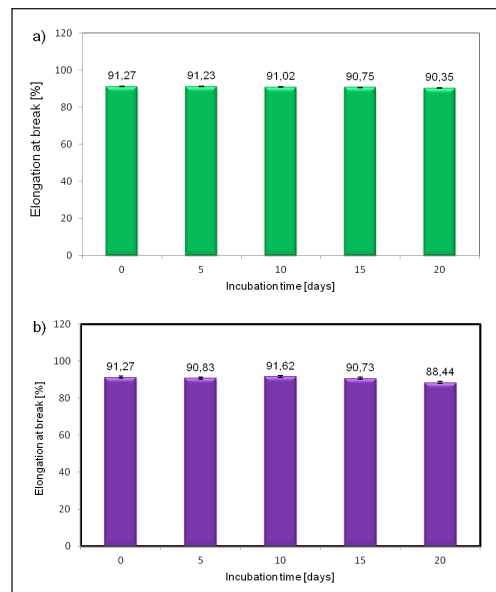 a)
120
91,27 91,23 91,02 90,75 90,35
100
80
60
40
20
0
Elongation at break [%]
0 5 10 15 20
Incubation time [days]
b)
120
91,27 90,83 91,62 90,73 88,44
100
80
60
40
20
0
Elongation at break [%]
0 5 10 15 20
Incubation time [days]